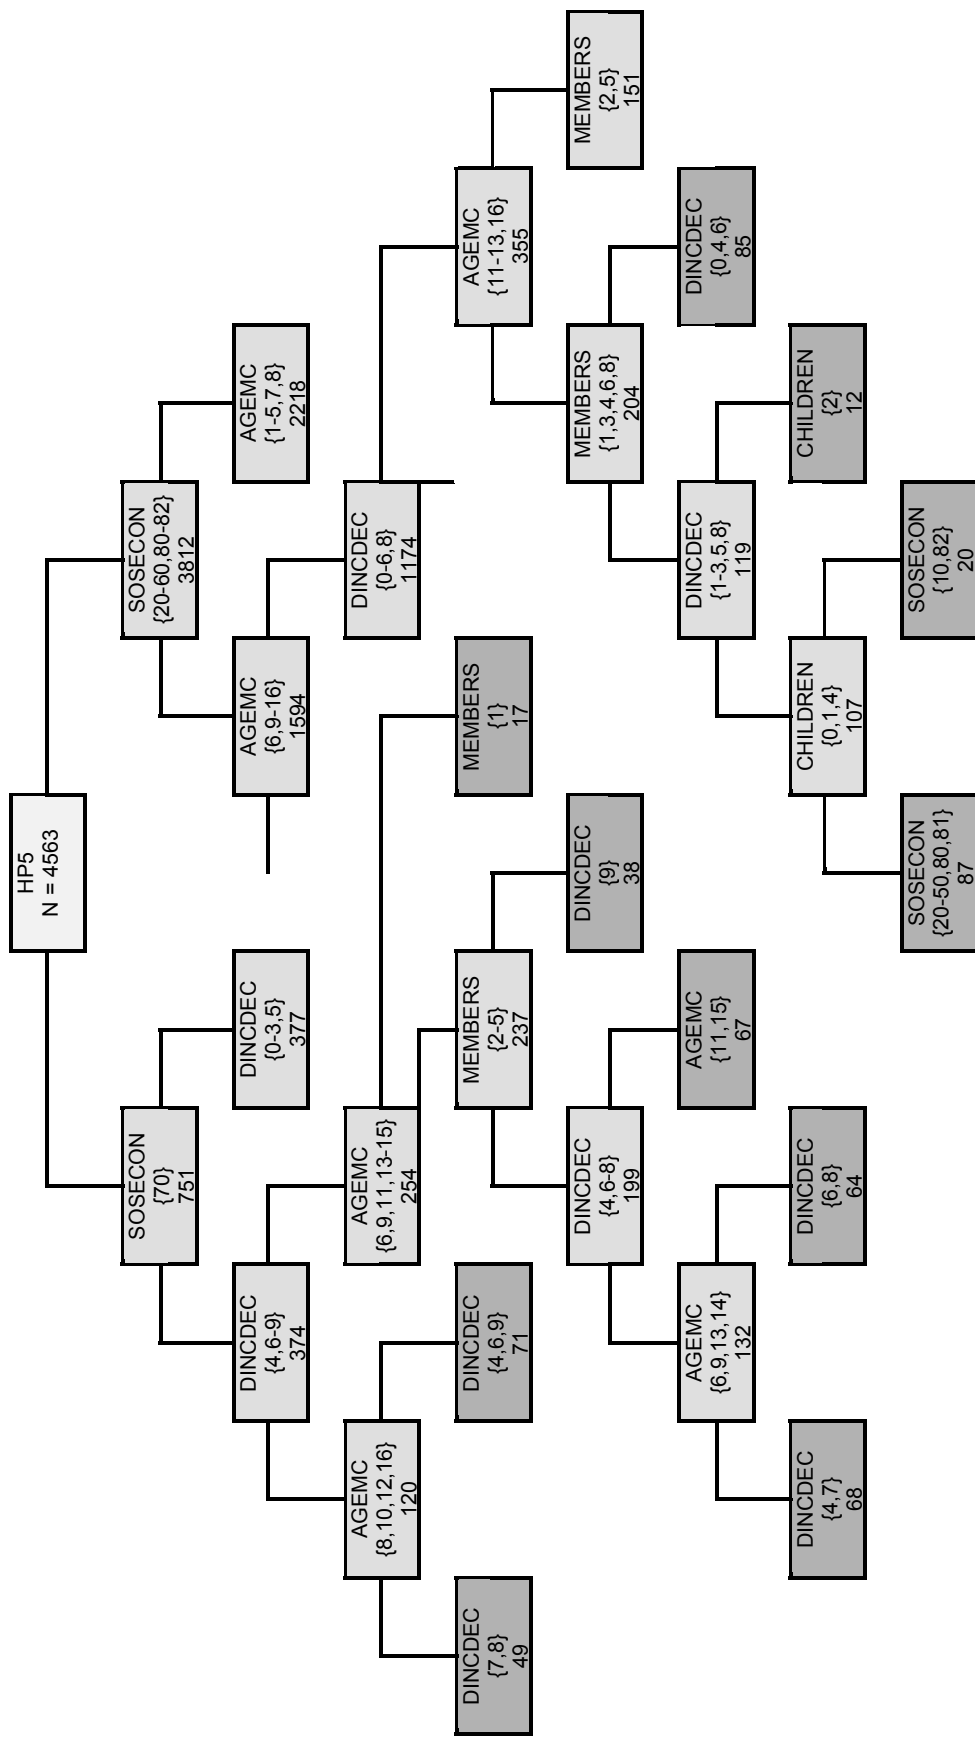 HP5
N = 4563
SOSECON
{70}
751
SOSECON
{20-60,80-82}
3812
DINCDEC
{4,6-9}
374
DINCDEC
{0-3,5}
377
AGEMC
{6,9-16}
1594
AGEMC
{1-5,7,8}
2218
AGEMC
{8,10,12,16}
120
AGEMC
{6,9,11,13-15}
254
DINCDEC
{0-6,8}
1174
DINCDEC
{7,8}
49
DINCDEC
{4,6,9}
71
MEMBERS
{2-5}
237
MEMBERS
{1}
17
AGEMC
{11-13,16}
355
DINCDEC
{4,6-8}
199
DINCDEC
{9}
38
MEMBERS
{1,3,4,6,8}
204
MEMBERS
{2,5}
151
AGEMC
{6,9,13,14}
132
AGEMC
{11,15}
67
DINCDEC
{1-3,5,8}
119
DINCDEC
{0,4,6}
85
DINCDEC
{4,7}
68
DINCDEC
{6,8}
64
CHILDREN
{0,1,4}
107
CHILDREN
{2}
12
SOSECON
{20-50,80,81}
87
SOSECON
{10,82}
20